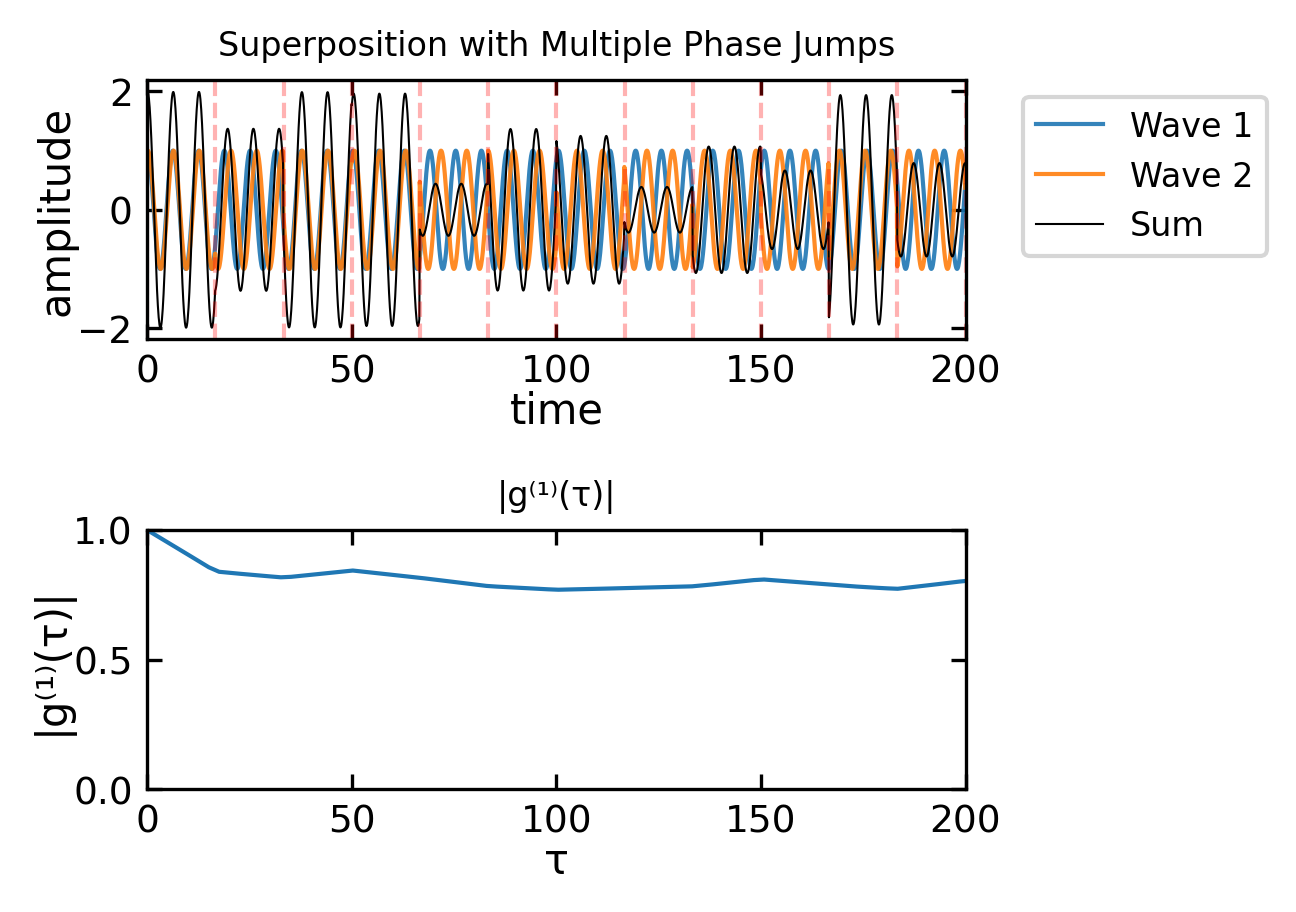 Superposition with Multiple Phase Jumps
2
0
−2
amplitude
0 50 100 150 200
time
Wave 1
Wave 2
Sum
|g⁽¹⁾(τ)|
1.0
0.5
0.0
|g⁽¹⁾(τ)|
0 50 100 150 200
τ